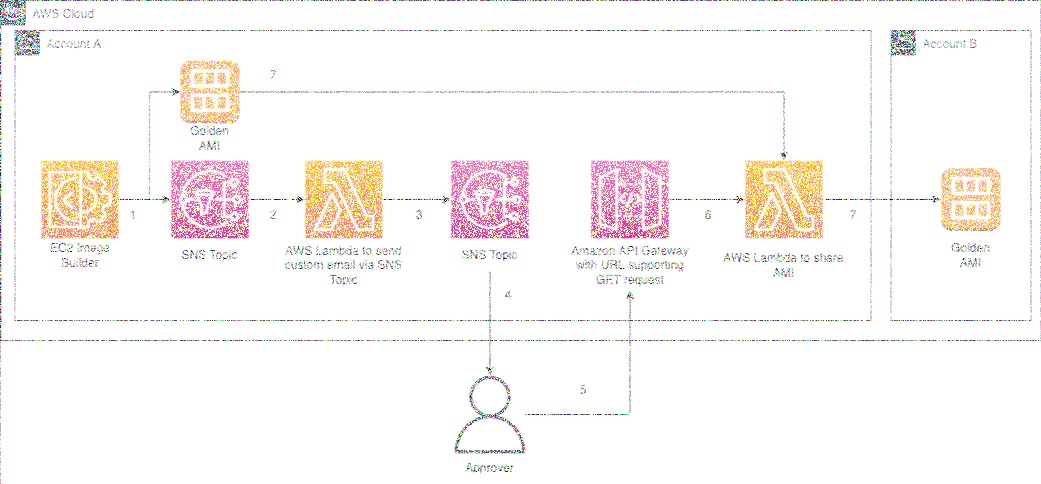 AWS Cloud
Account A
Account B
7
Golden
AMI
1
2
3
6
7
EC2 Image
Builder
SNS Topic
AWS Lambda to send
custom email via SNS
Topic
SNS Topic
Amazon API Gateway
with URL supporting
GET request
AWS Lambda to share
AMI
Golden
AMI
4
5
Approver